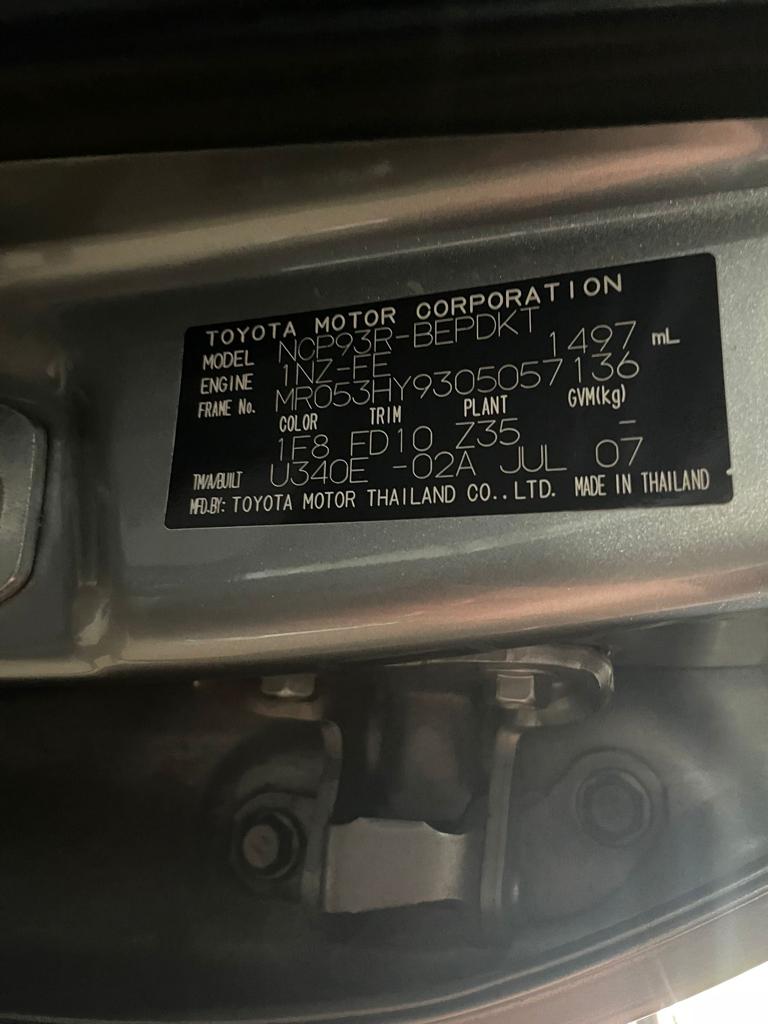 TOYOTA MOTOR CORPORATION
MODEL NCP93R-BEPDKT
ENGINE 1NZ-FE 1497 mL
FRAME No. MR053HY9305057136
COLOR TRIM PLANT GVM(kg)
1E8 FD10 Z35 -
TM/A/BUILT U340E -02A JUL 07
MFD.BY: TOYOTA MOTOR THAILAND CO.,LTD. MADE IN THAILAND